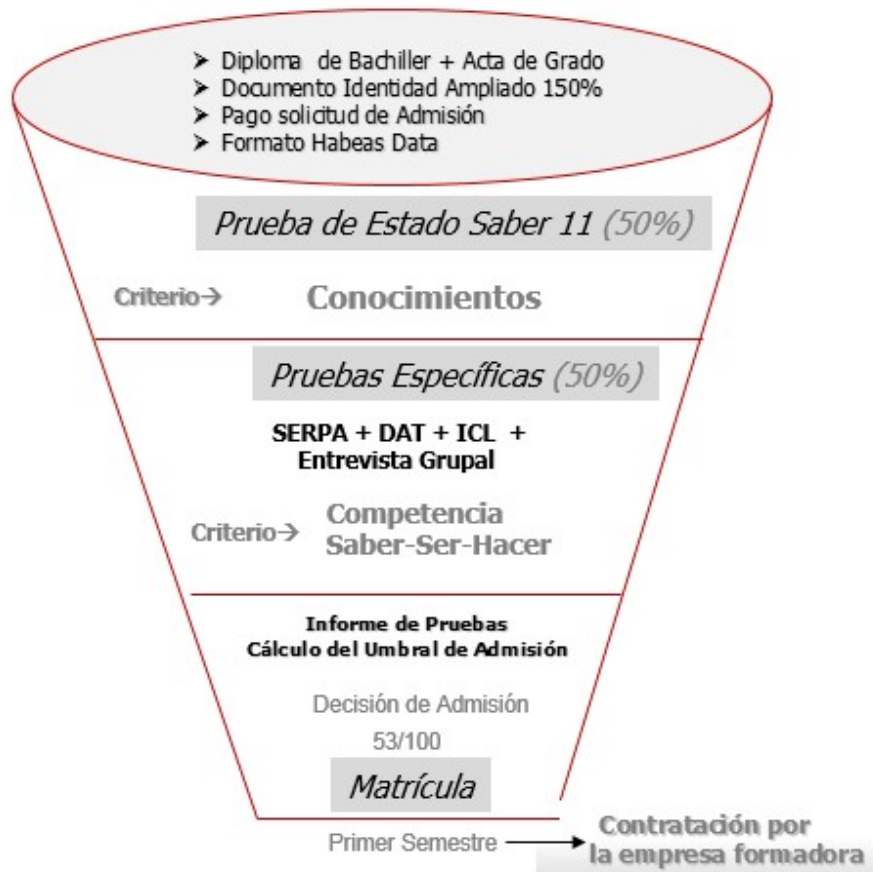 ➢ Diploma de Bachiller + Acta de Grado
➢ Documento Identidad Ampliado 150%
➢ Pago solicitud de Admisión
➢ Formato Habeas Data
Prueba de Estado Saber 11 (50%)
Criterio→ Conocimientos
Pruebas Específicas (50%)
SERPA + DAT + ICL +
Entrevista Grupal
Criterio→ Competencia
Saber-Ser-Hacer
Informe de Pruebas
Cálculo del Umbral de Admisión
Decisión de Admisión
53/100
Matrícula
Primer Semestre → Contratación por
la empresa formadora